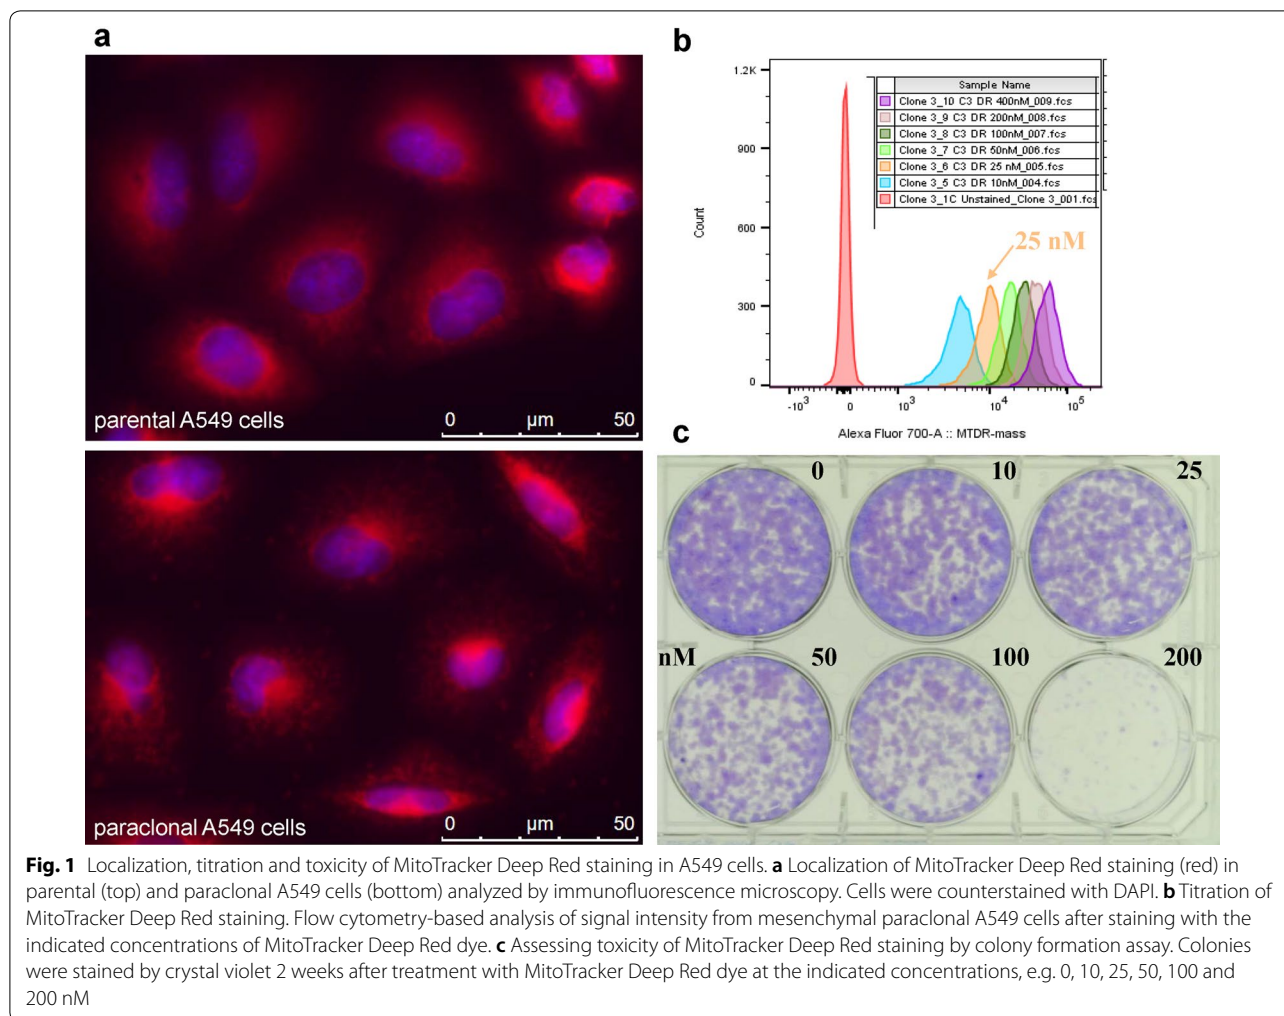 a
parental A549 cells
0 µm 50
paraclonal A549 cells
0 µm 50
b
1.2K
900
600
300
0
Count
Sample Name
Clone 3_10 C3 DR 400nM_009.fcs
Clone 3_9 C3 DR 200nM_008.fcs
Clone 3_8 C3 DR 100nM_007.fcs
Clone 3_7 C3 DR 50nM_006.fcs
Clone 3_6 C3 DR 25 nM_005.fcs
Clone 3_5 C3 DR 10nM_004.fcs
Clone 3_1C Unstained_Clone 3_001.fcs
25 nM
-10³ 0 10³ 10⁴ 10⁵
Alexa Fluor 700-A :: MTDR-mass
c
0 10 25
nM 50 100 200
Fig. 1 Localization, titration and toxicity of MitoTracker Deep Red staining in A549 cells. a Localization of MitoTracker Deep Red staining (red) in
parental (top) and paraclonal A549 cells (bottom) analyzed by immunofluorescence microscopy. Cells were counterstained with DAPI. b Titration of
MitoTracker Deep Red staining. Flow cytometry-based analysis of signal intensity from mesenchymal paraclonal A549 cells after staining with the
indicated concentrations of MitoTracker Deep Red dye. c Assessing toxicity of MitoTracker Deep Red staining by colony formation assay. Colonies
were stained by crystal violet 2 weeks after treatment with MitoTracker Deep Red dye at the indicated concentrations, e.g. 0, 10, 25, 50, 100 and
200 nM